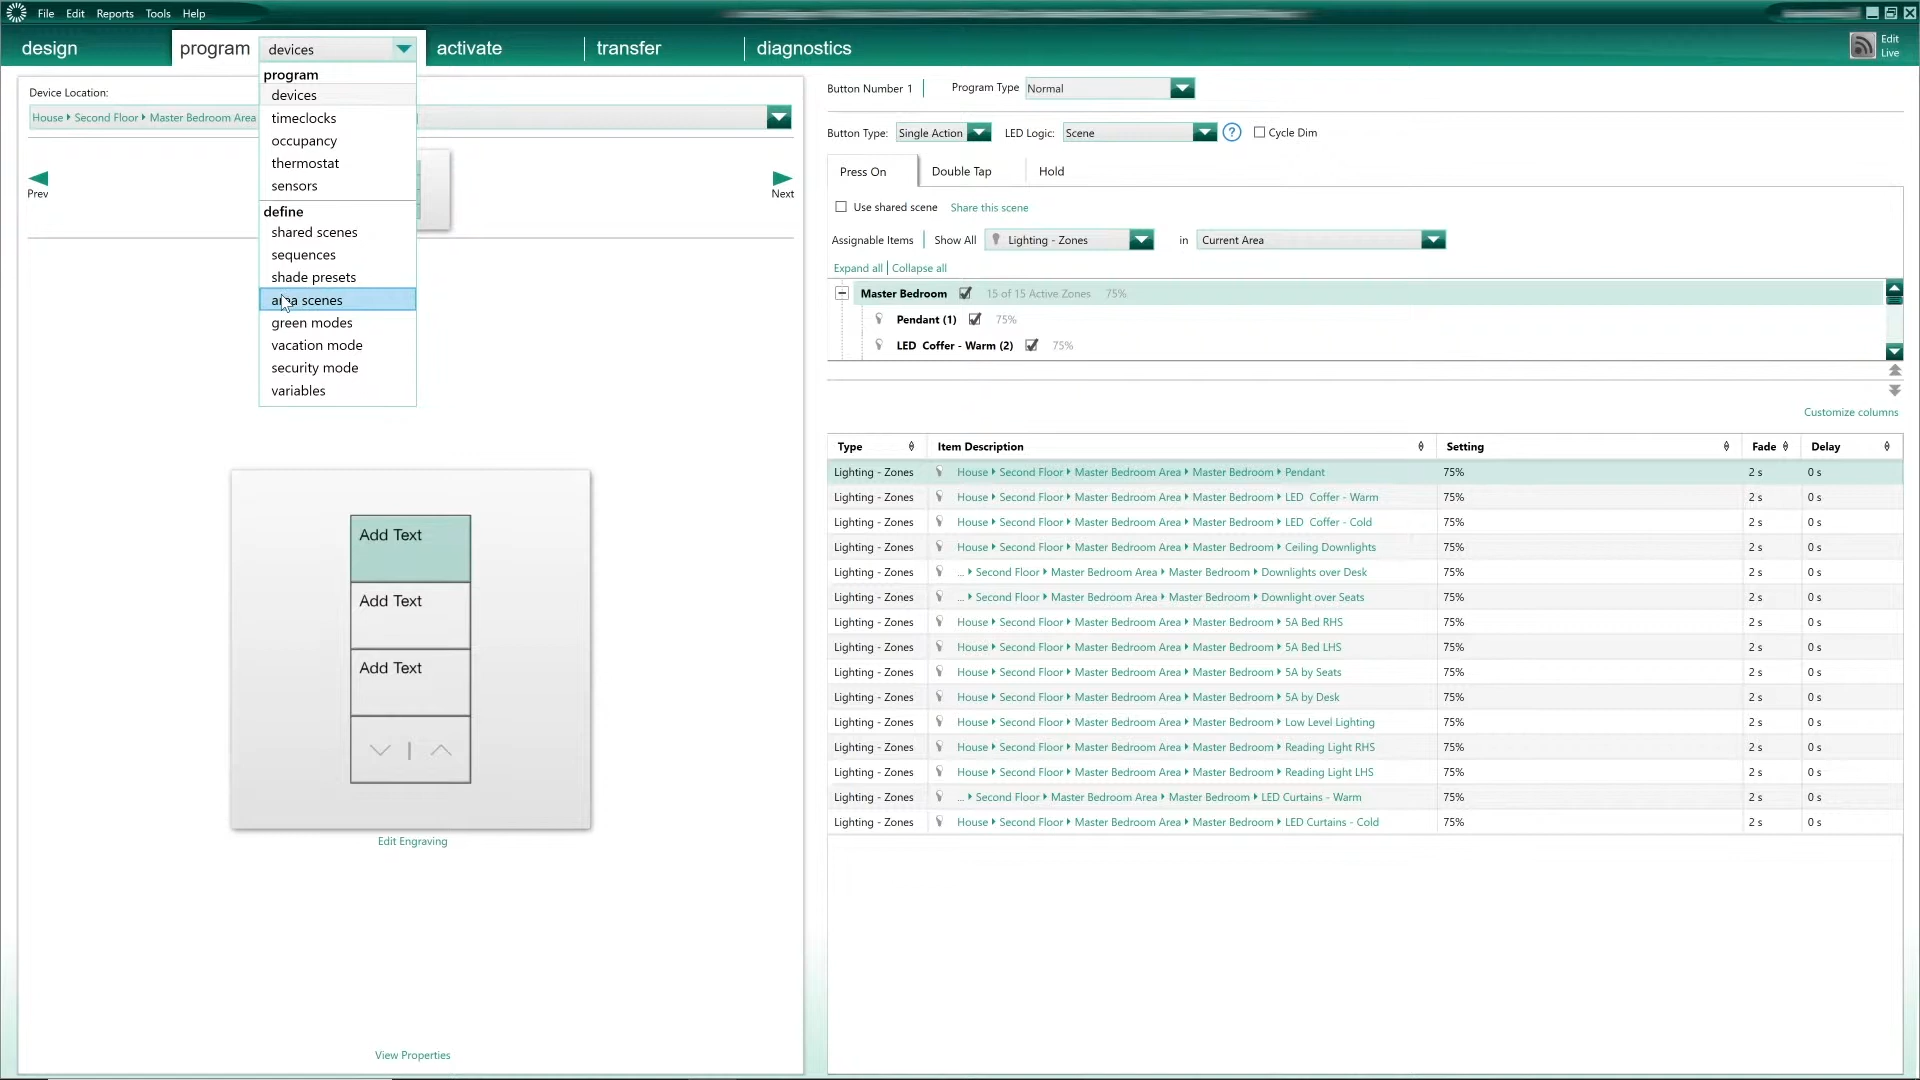 File Edit Reports Tools Help
design program devices activate transfer diagnostics Edit Live
program
devices
timeclocks
occupancy
thermostat
sensors
define
shared scenes
sequences
shade presets
area scenes
green modes
vacation mode
security mode
variables
Device Location:
House Second Floor Master Bedroom Area
Prev
Next
Add Text
Add Text
Add Text
Edit Engraving
View Properties
Button Number 1 Program Type Normal
Button Type: Single Action LED Logic: Scene ? Cycle Dim
Press On Double Tap Hold
Use shared scene Share this scene
Assignable Items Show All Lighting - Zones in Current Area
Expand all Collapse all
Master Bedroom 15 of 15 Active Zones 75%
Pendant (1) 75%
LED Coffer - Warm (2) 75%
Customize columns
Type Item Description Setting Fade Delay
Lighting - Zones House Second Floor Master Bedroom Area Master Bedroom Pendant 75% 2 s 0 s
Lighting - Zones House Second Floor Master Bedroom Area Master Bedroom LED Coffer - Warm 75% 2 s 0 s
Lighting - Zones House Second Floor Master Bedroom Area Master Bedroom LED Coffer - Cold 75% 2 s 0 s
Lighting - Zones House Second Floor Master Bedroom Area Master Bedroom Ceiling Downlights 75% 2 s 0 s
Lighting - Zones ... Second Floor Master Bedroom Area Master Bedroom Downlights over Desk 75% 2 s 0 s
Lighting - Zones ... Second Floor Master Bedroom Area Master Bedroom Downlight over Seats 75% 2 s 0 s
Lighting - Zones House Second Floor Master Bedroom Area Master Bedroom 5A Bed RHS 75% 2 s 0 s
Lighting - Zones House Second Floor Master Bedroom Area Master Bedroom 5A Bed LHS 75% 2 s 0 s
Lighting - Zones House Second Floor Master Bedroom Area Master Bedroom 5A by Seats 75% 2 s 0 s
Lighting - Zones House Second Floor Master Bedroom Area Master Bedroom 5A by Desk 75% 2 s 0 s
Lighting - Zones House Second Floor Master Bedroom Area Master Bedroom Low Level Lighting 75% 2 s 0 s
Lighting - Zones House Second Floor Master Bedroom Area Master Bedroom Reading Light RHS 75% 2 s 0 s
Lighting - Zones House Second Floor Master Bedroom Area Master Bedroom Reading Light LHS 75% 2 s 0 s
Lighting - Zones ... Second Floor Master Bedroom Area Master Bedroom LED Curtains - Warm 75% 2 s 0 s
Lighting - Zones House Second Floor Master Bedroom Area Master Bedroom LED Curtains - Cold 75% 2 s 0 s